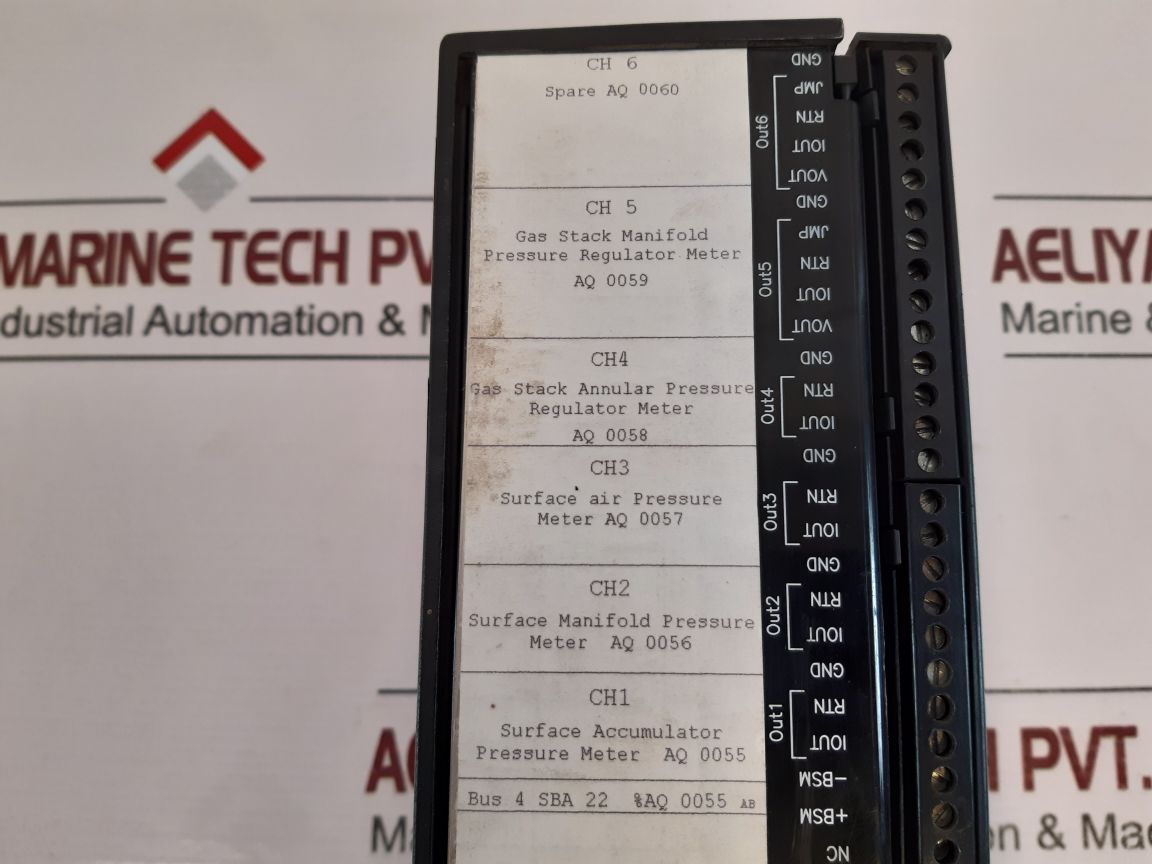 CH 6
Spare AQ 0060
CH 5
Gas Stack Manifold
Pressure Regulator Meter
AQ 0059
CH4
Gas Stack Annular Pressure
Regulator Meter
AQ 0058
CH3
Surface air Pressure
Meter AQ 0057
CH2
Surface Manifold Pressure
Meter AQ 0056
CH1
Surface Accumulator
Pressure Meter AQ 0055
Bus 4 SBA 22 %AQ 0055 AB
GND
JMP
RTN
IOUT
VOUT
Out6
GND
JMP
RTN
IOUT
VOUT
Out5
GND
RTN
IOUT
Out4
GND
RTN
IOUT
Out3
GND
RTN
IOUT
Out2
GND
RTN
IOUT
Out1
-BSM
+BSM
NC
MARINE TECH PV
dustrial Automation &
AELIYA
Marine &
PVT.
on & Mac